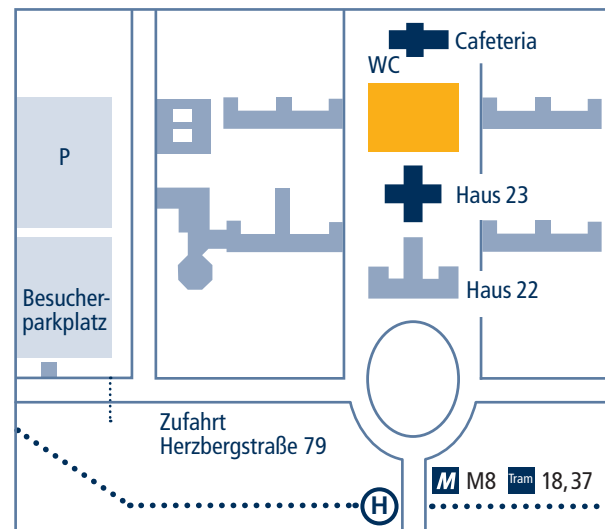 Cafeteria
WC
P
Haus 23
Haus 22
Besucher-
parkplatz
Zufahrt
Herzbergstraße 79
M M8 Tram 18, 37
H